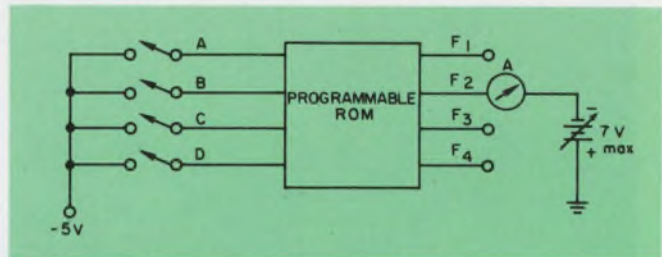 A
B
C
D
-5V
PROGRAMMABLE
ROM
F1
F2
F3
F4
A
-
7 V
+ max